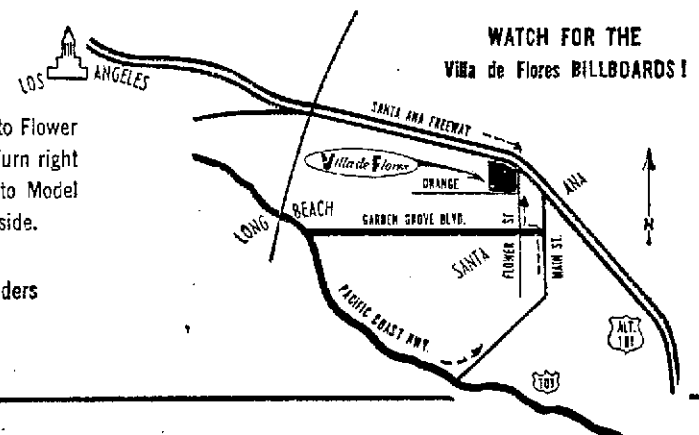 WATCH FOR THE
Villa de Flores BILLBOARDS!
LOS ANGELES
to Flower
Turn right
to Model
side.
ders
SANTA ANA FREEWAY
Villa de Flores
ORANGE
LONG BEACH
GARDEN GROVE BLVD.
SANTA ANA
FLOWER ST
MAIN ST.
N
PACIFIC COAST HWY.
ALT.
101
101